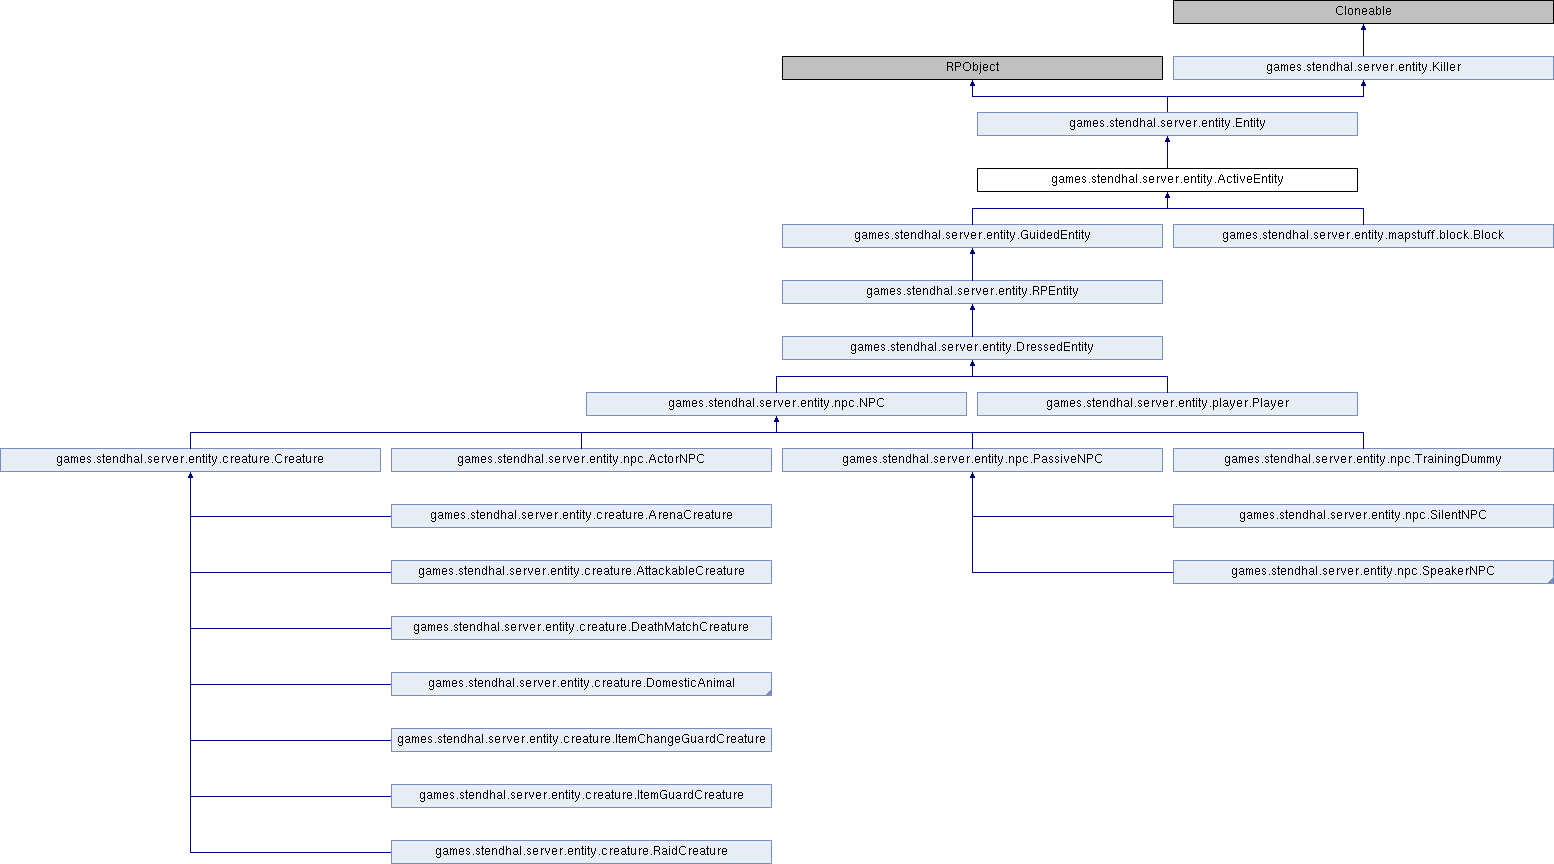 Cloneable
RPObject
games.stendhal.server.entity.Killer
games.stendhal.server.entity.Entity
games.stendhal.server.entity.ActiveEntity
games.stendhal.server.entity.GuidedEntity
games.stendhal.server.entity.mapstuff.block.Block
games.stendhal.server.entity.RPEntity
games.stendhal.server.entity.DressedEntity
games.stendhal.server.entity.npc.NPC
games.stendhal.server.entity.player.Player
games.stendhal.server.entity.creature.Creature
games.stendhal.server.entity.npc.ActorNPC
games.stendhal.server.entity.npc.PassiveNPC
games.stendhal.server.entity.npc.TrainingDummy
games.stendhal.server.entity.creature.ArenaCreature
games.stendhal.server.entity.npc.SilentNPC
games.stendhal.server.entity.creature.AttackableCreature
games.stendhal.server.entity.npc.SpeakerNPC
games.stendhal.server.entity.creature.DeathMatchCreature
games.stendhal.server.entity.creature.DomesticAnimal
games.stendhal.server.entity.creature.ItemChangeGuardCreature
games.stendhal.server.entity.creature.ItemGuardCreature
games.stendhal.server.entity.creature.RaidCreature